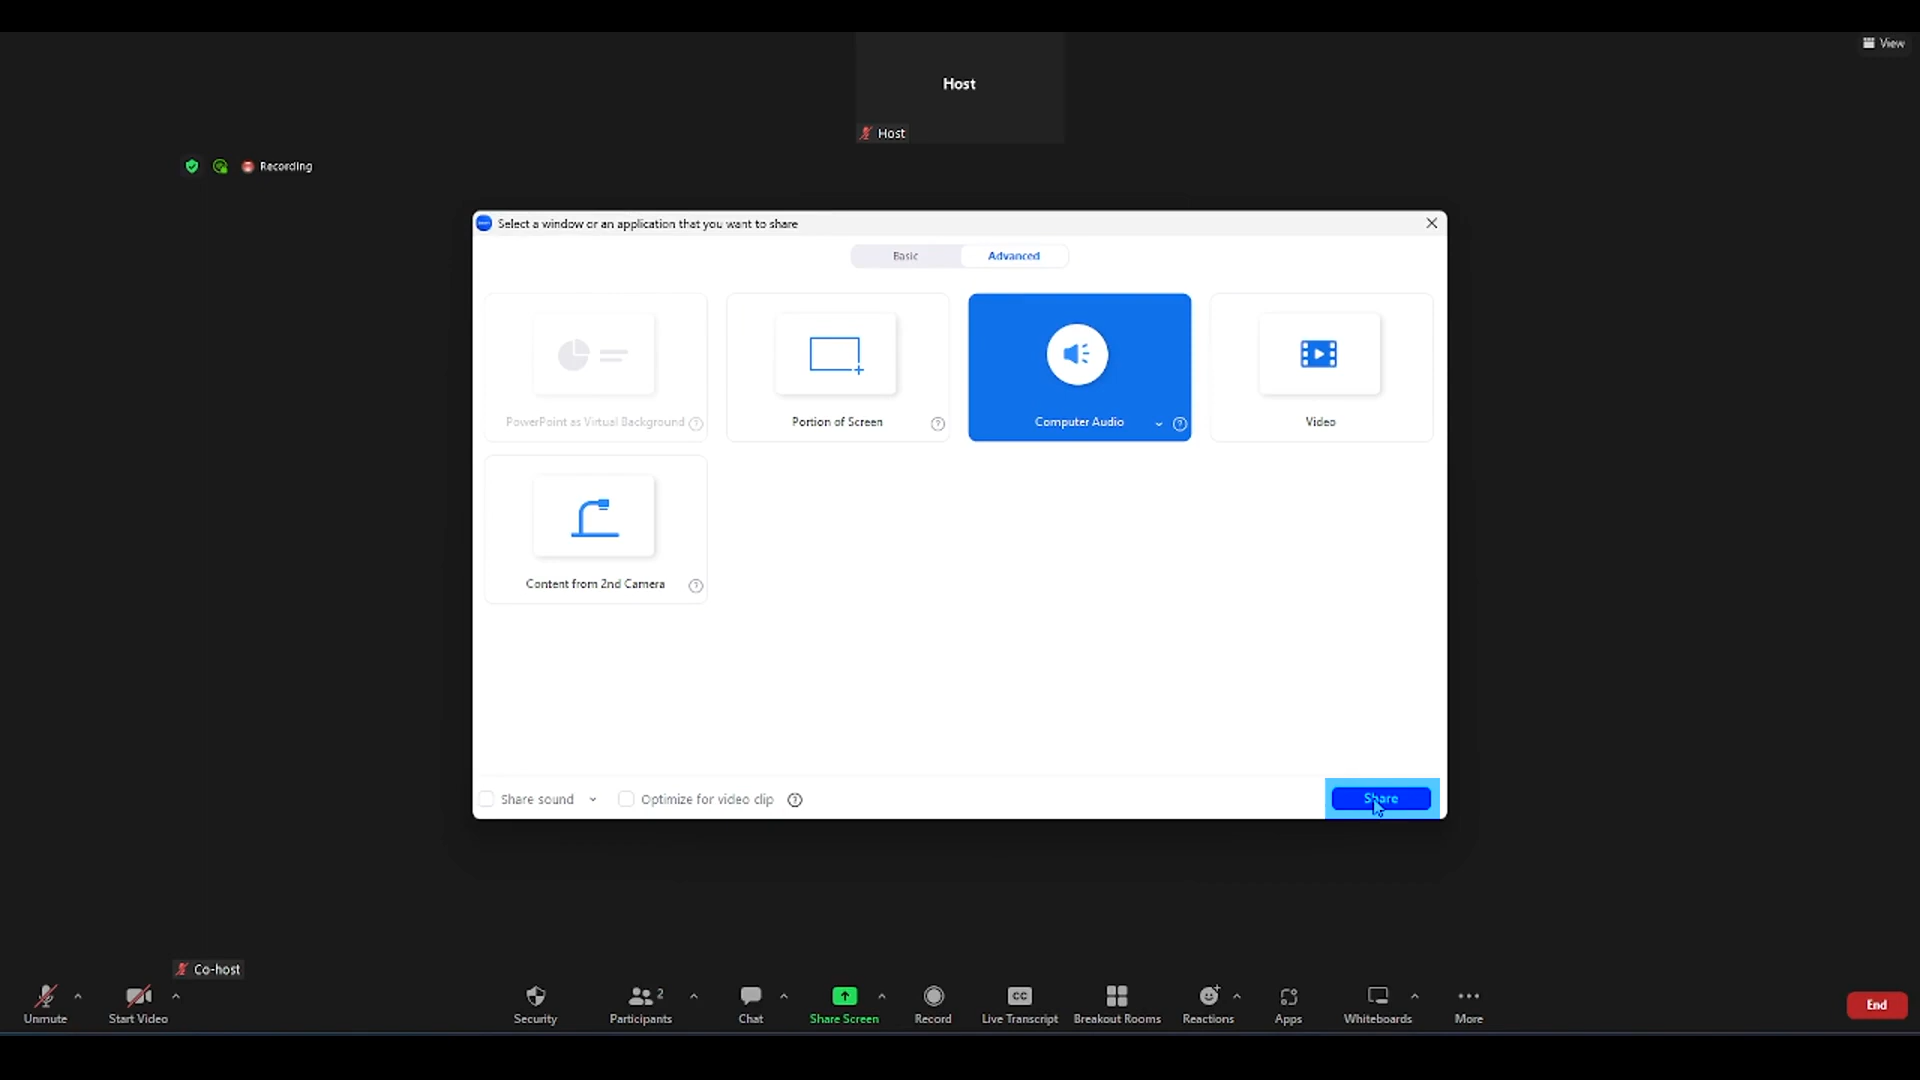 View
Host
Host
Recording
Select a window or an application that you want to share
Basic
Advanced
PowerPoint as Virtual Background
Portion of Screen
Computer Audio
Video
Content from 2nd Camera
Share sound
Optimize for video clip
Share
Co-host
Unmute
Start Video
Security
2
Participants
Chat
Share Screen
Record
CC
Live Transcript
Breakout Rooms
Reactions
Apps
Whiteboards
More
End